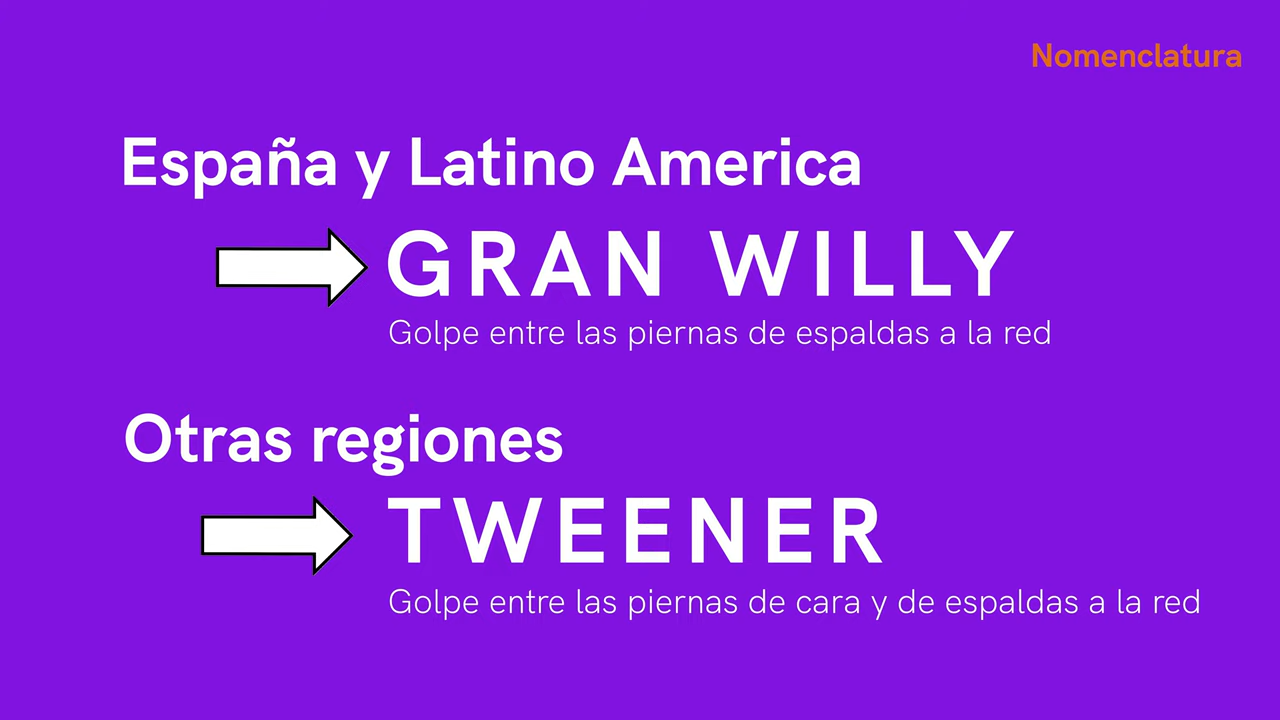 Nomenclatura
España y Latino America
GRAN WILLY
Golpe entre las piernas de espaldas a la red
Otras regiones
TWEENER
Golpe entre las piernas de cara y de espaldas a la red